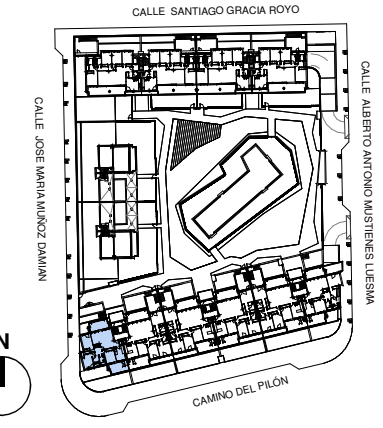 CALLE SANTIAGO GRACIA ROYO
CALLE ALBERTO ANTONIO MUSTIENES LUESMA
CALLE JOSE MARIA MUÑOZ DAMIAN
N
CAMINO DEL PILÓN